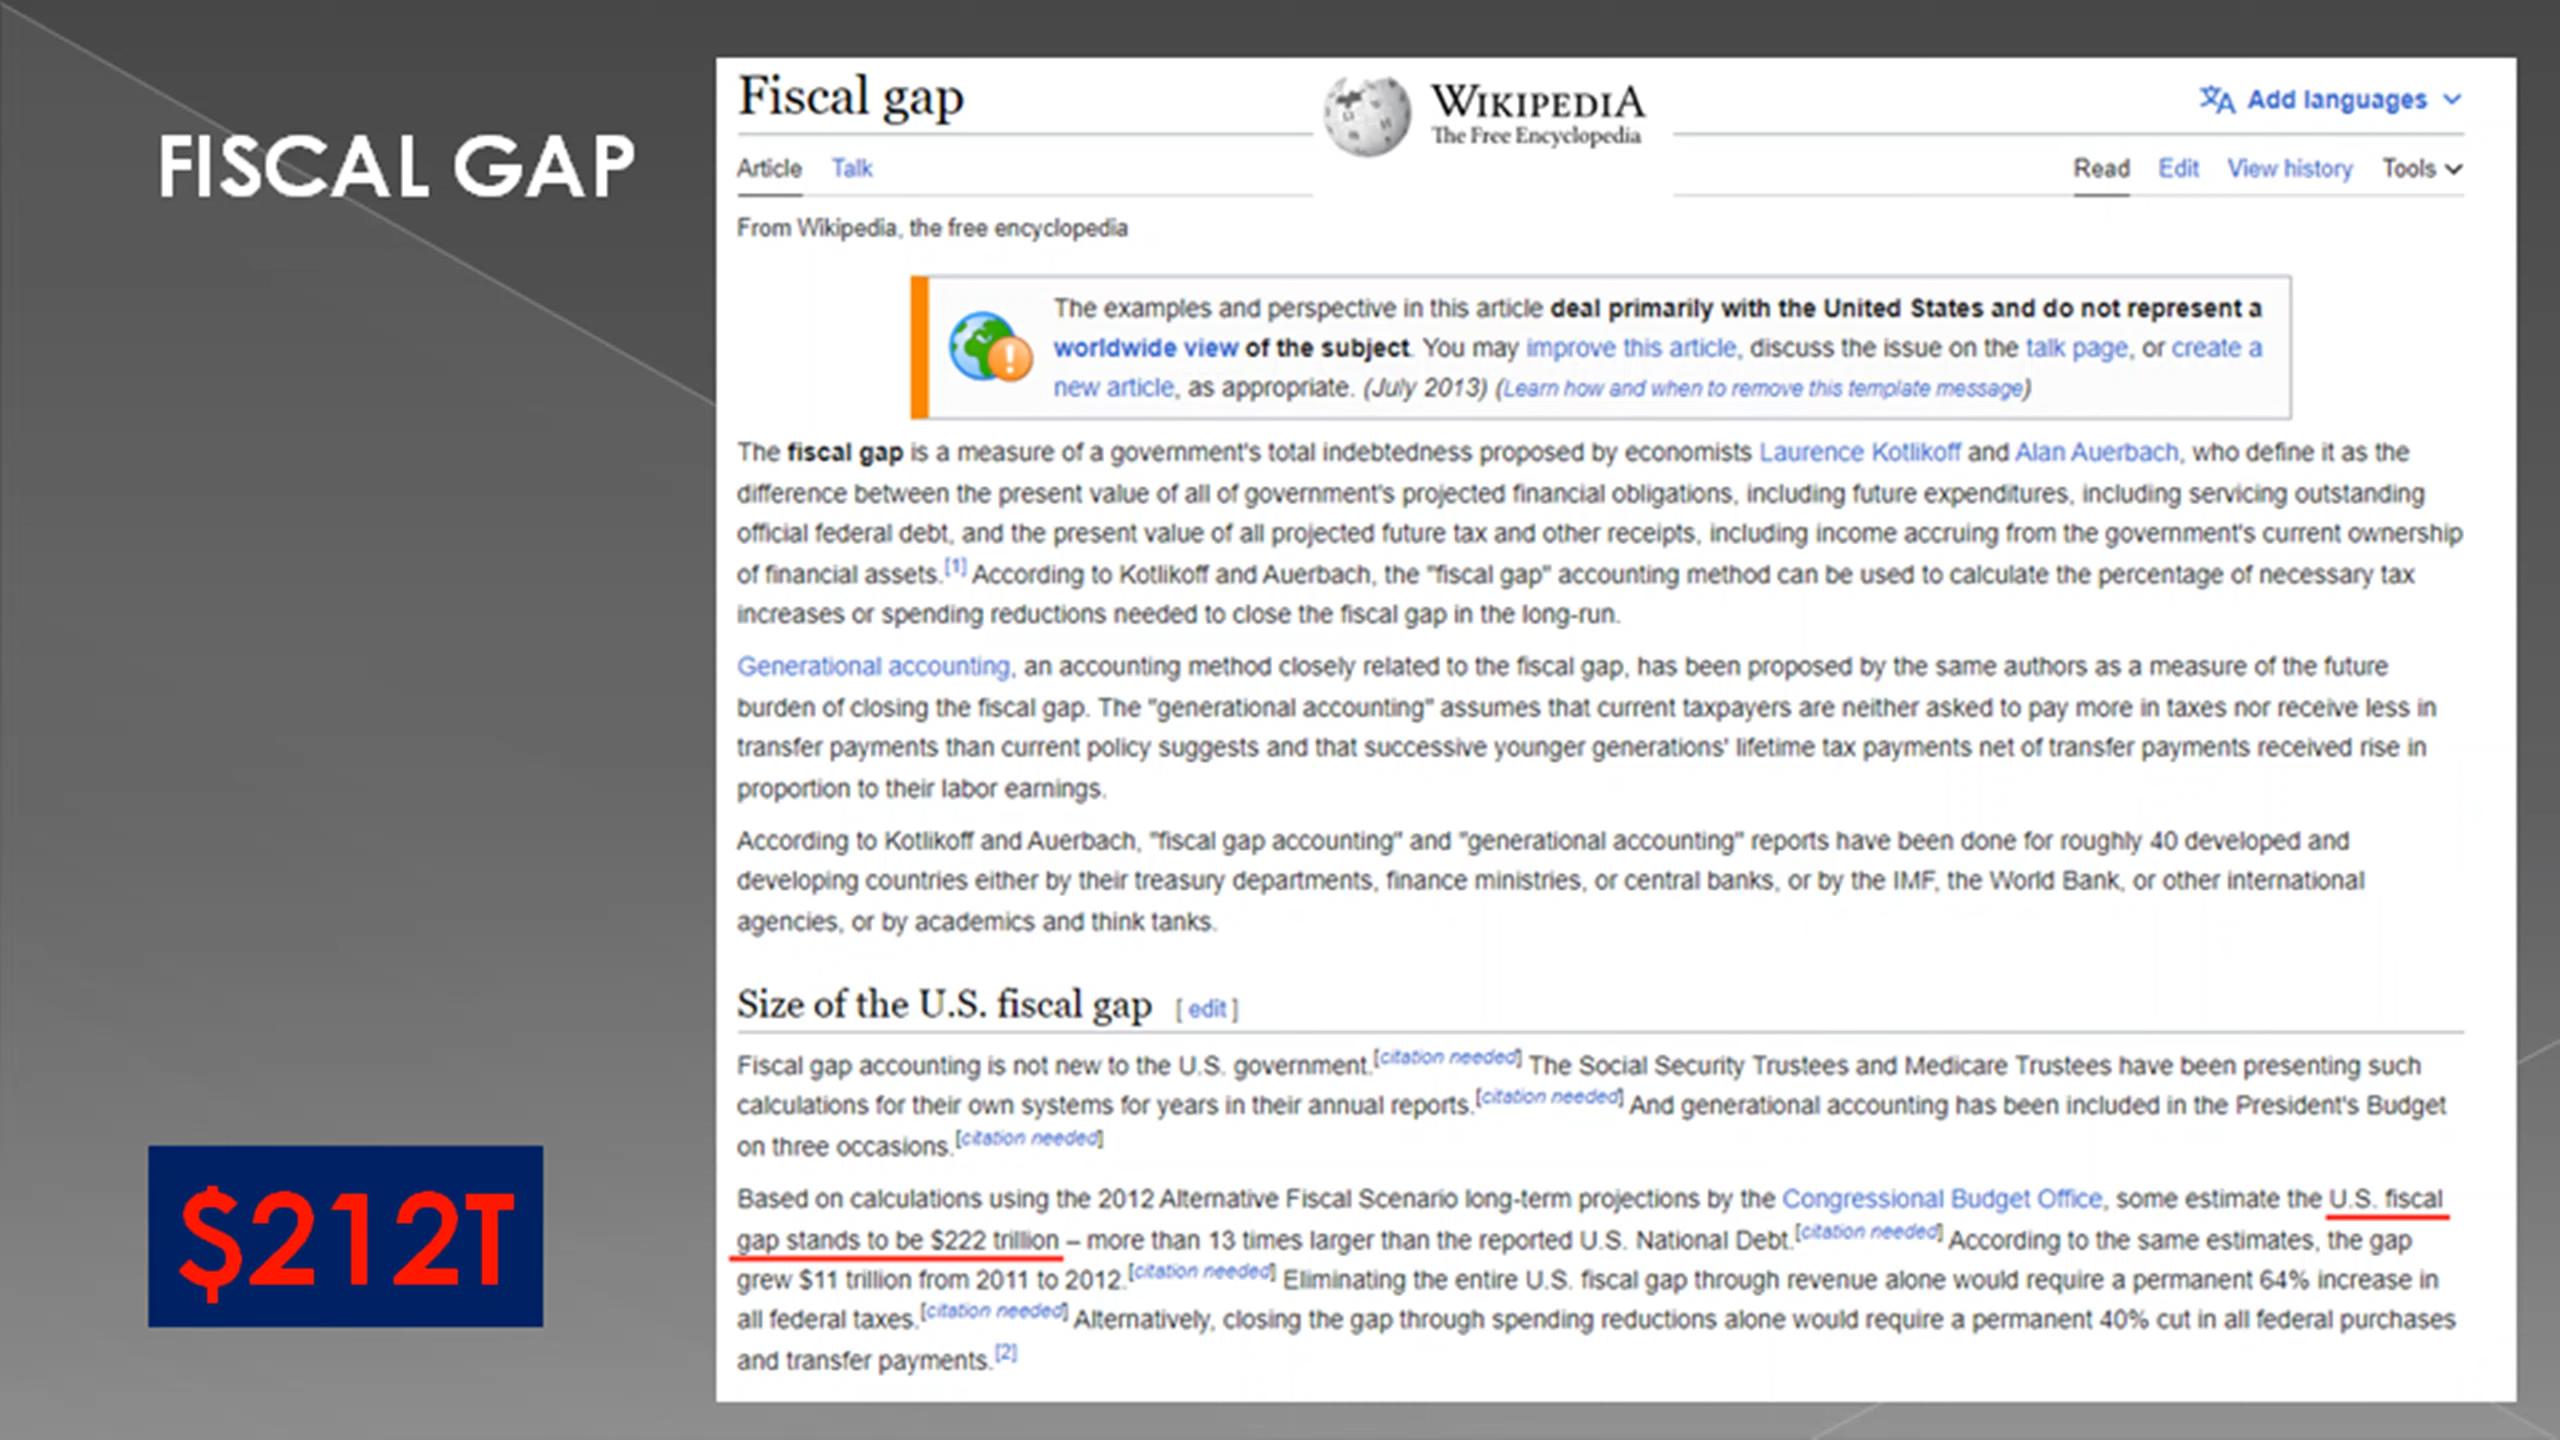 FISCAL GAP
$212T
Fiscal gap
WIKIPEDIA
The Free Encyclopedia
Add languages
Article Talk
Read Edit View history Tools
From Wikipedia, the free encyclopedia
The examples and perspective in this article deal primarily with the United States and do not represent a
worldwide view of the subject. You may improve this article, discuss the issue on the talk page, or create a
new article, as appropriate. (July 2013) (Learn how and when to remove this template message)
The fiscal gap is a measure of a government's total indebtedness proposed by economists Laurence Kotlikoff and Alan Auerbach, who define it as the
difference between the present value of all of government's projected financial obligations, including future expenditures, including servicing outstanding
official federal debt, and the present value of all projected future tax and other receipts, including income accruing from the government's current ownership
of financial assets.[1] According to Kotlikoff and Auerbach, the "fiscal gap" accounting method can be used to calculate the percentage of necessary tax
increases or spending reductions needed to close the fiscal gap in the long-run.
Generational accounting, an accounting method closely related to the fiscal gap, has been proposed by the same authors as a measure of the future
burden of closing the fiscal gap. The "generational accounting" assumes that current taxpayers are neither asked to pay more in taxes nor receive less in
transfer payments than current policy suggests and that successive younger generations' lifetime tax payments net of transfer payments received rise in
proportion to their labor earnings.
According to Kotlikoff and Auerbach, "fiscal gap accounting" and "generational accounting" reports have been done for roughly 40 developed and
developing countries either by their treasury departments, finance ministries, or central banks, or by the IMF, the World Bank, or other international
agencies, or by academics and think tanks.
Size of the U.S. fiscal gap [ edit ]
Fiscal gap accounting is not new to the U.S. government.[citation needed] The Social Security Trustees and Medicare Trustees have been presenting such
calculations for their own systems for years in their annual reports.[citation needed] And generational accounting has been included in the President's Budget
on three occasions.[citation needed]
Based on calculations using the 2012 Alternative Fiscal Scenario long-term projections by the Congressional Budget Office, some estimate the U.S. fiscal
gap stands to be $222 trillion – more than 13 times larger than the reported U.S. National Debt.[citation needed] According to the same estimates, the gap
grew $11 trillion from 2011 to 2012.[citation needed] Eliminating the entire U.S. fiscal gap through revenue alone would require a permanent 64% increase in
all federal taxes.[citation needed] Alternatively, closing the gap through spending reductions alone would require a permanent 40% cut in all federal purchases
and transfer payments.[2]